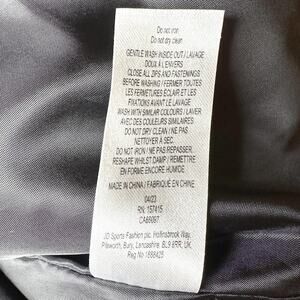 Do not iron
Do not dry clean
GENTLE WASH INSIDE OUT / LAVAGE
DOUX À L'ENVERS
CLOSE ALL ZIPS AND FASTENINGS
BEFORE WASHING / FERMER TOUTES
LES FERMETURES ÉCLAIR ET LES
FIXATIONS AVANT LE LAVAGE
WASH WITH SIMILAR COLOURS / LAVER
AVEC DES COULEURS SIMILAIRES
DO NOT DRY CLEAN / NE PAS
NETTOYER À SEC.
DO NOT IRON / NE PAS REPASSER.
RESHAPE WHILST DAMP / REMETTRE
EN FORME ENCORE HUMIDE
MADE IN CHINA / FABRIQUÉ EN CHINE
04/23
RN: 157415
CA86097
JD Sports Fashion plc. Hollinsbrook Way,
Pilsworth, Bury, Lancashire. BL9 8RR, UK.
Reg No 1888425